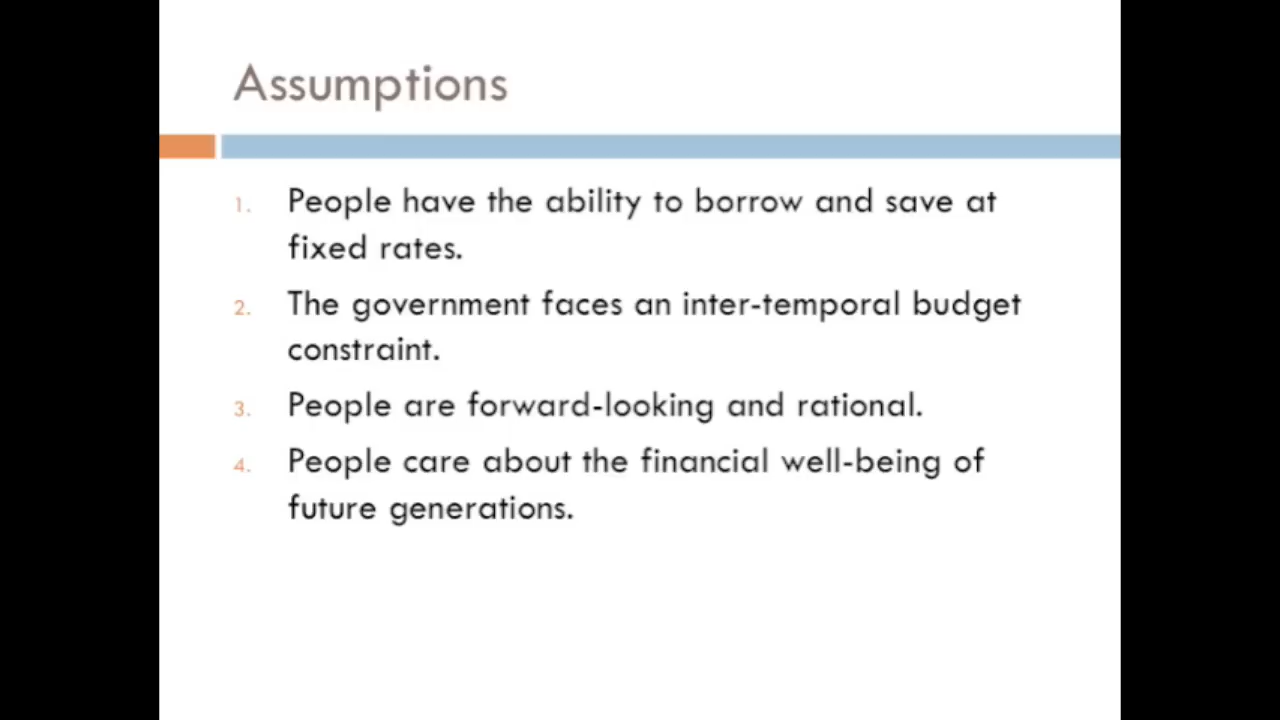 Assumptions
1. People have the ability to borrow and save at
fixed rates.
2. The government faces an inter-temporal budget
constraint.
3. People are forward-looking and rational.
4. People care about the financial well-being of
future generations.